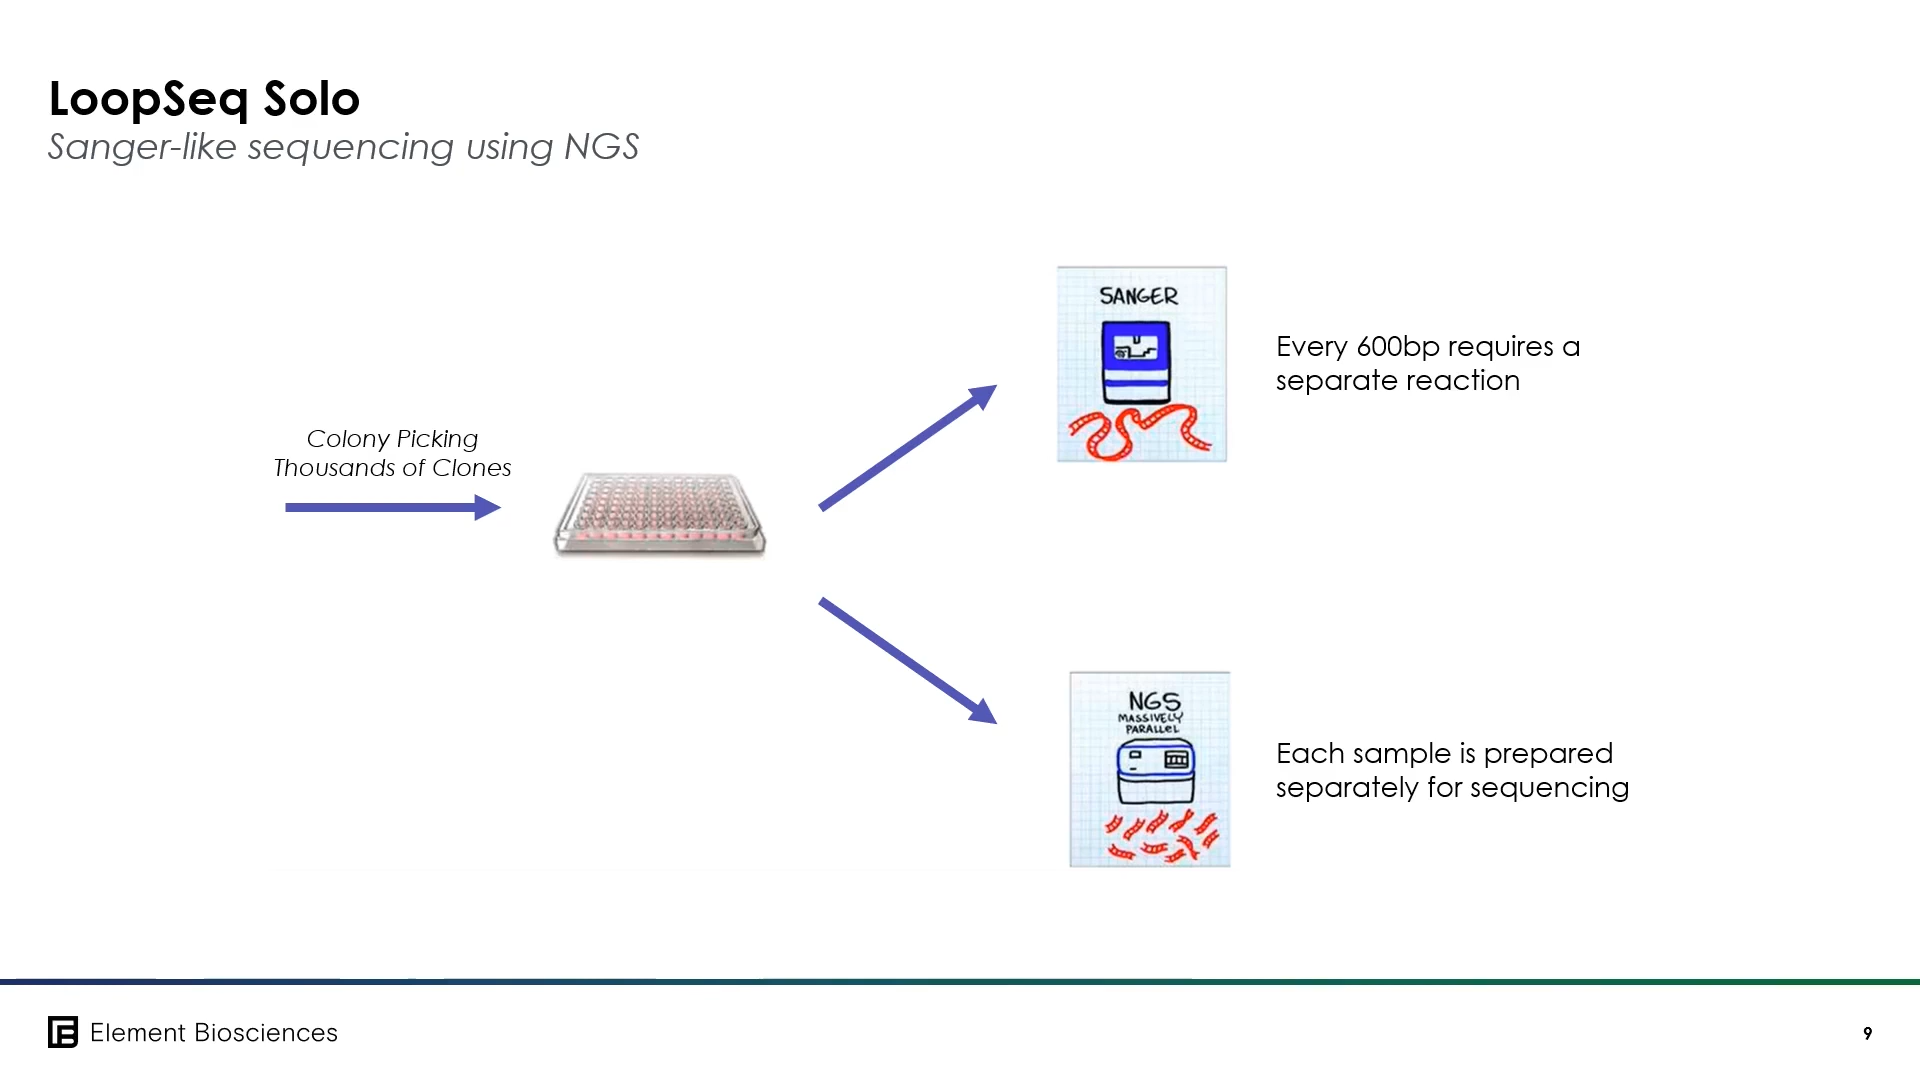 LoopSeq Solo
Sanger-like sequencing using NGS
Colony Picking
Thousands of Clones
SANGER
Every 600bp requires a
separate reaction
NGS
MASSIVELY
PARALLEL
Each sample is prepared
separately for sequencing
Element Biosciences
9